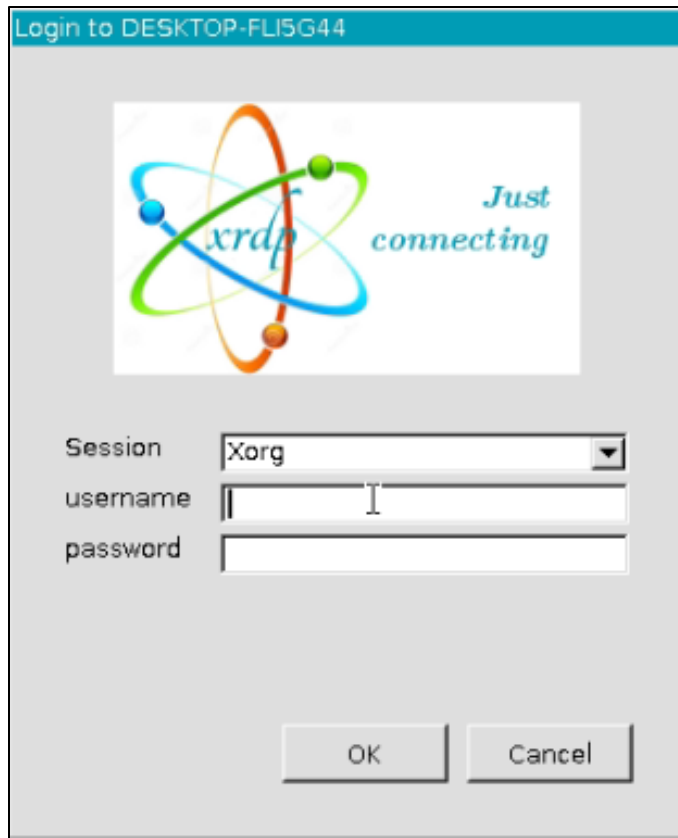 Login to DESKTOP-FLI5G44
xrdp
Just
connecting
Session
Xorg
username
password
OK
Cancel